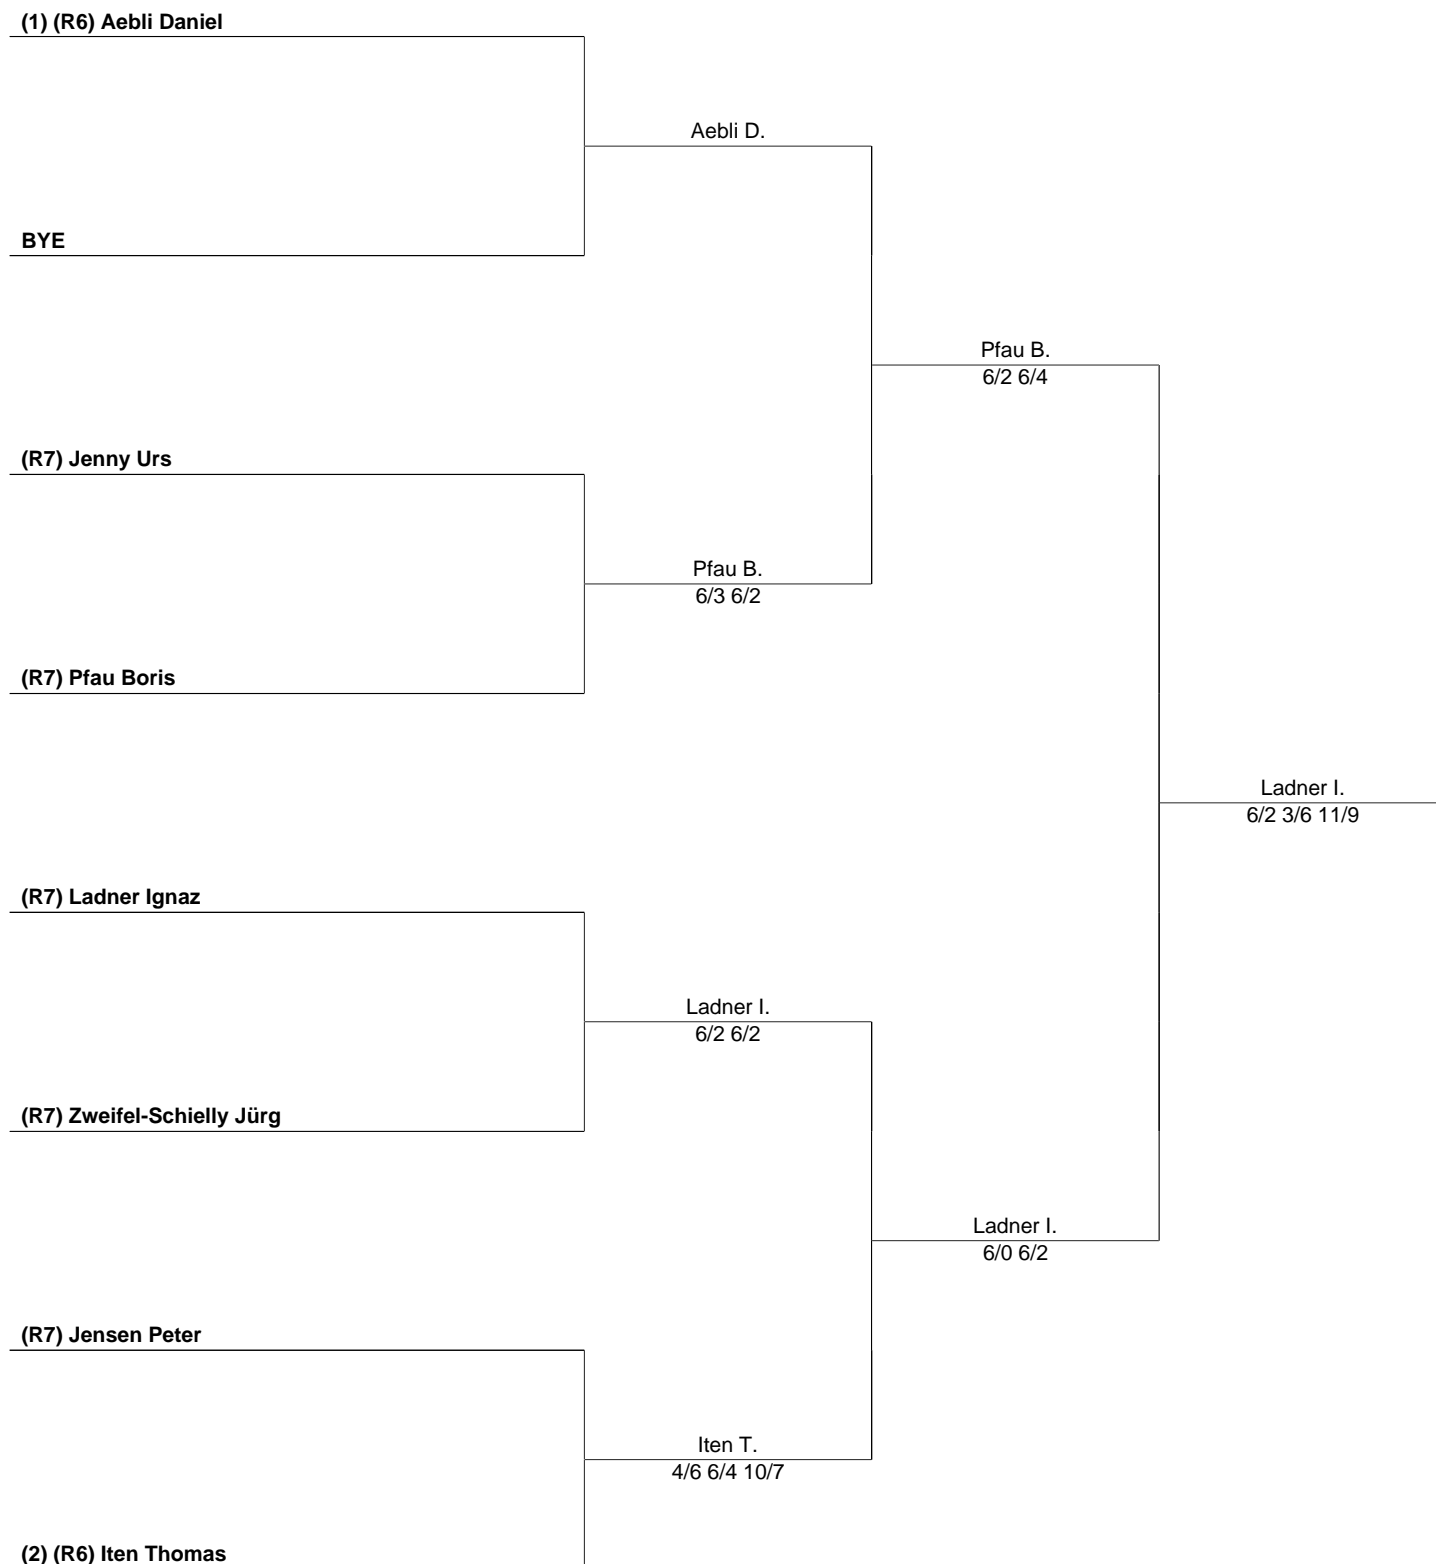 (1) (R6) Aebli Daniel
Aebli D.
BYE
Pfau B.
6/2 6/4
(R7) Jenny Urs
Pfau B.
6/3 6/2
(R7) Pfau Boris
Ladner I.
6/2 3/6 11/9
(R7) Ladner Ignaz
Ladner I.
6/2 6/2
(R7) Zweifel-Schielly Jürg
Ladner I.
6/0 6/2
(R7) Jensen Peter
Iten T.
4/6 6/4 10/7
(2) (R6) Iten Thomas